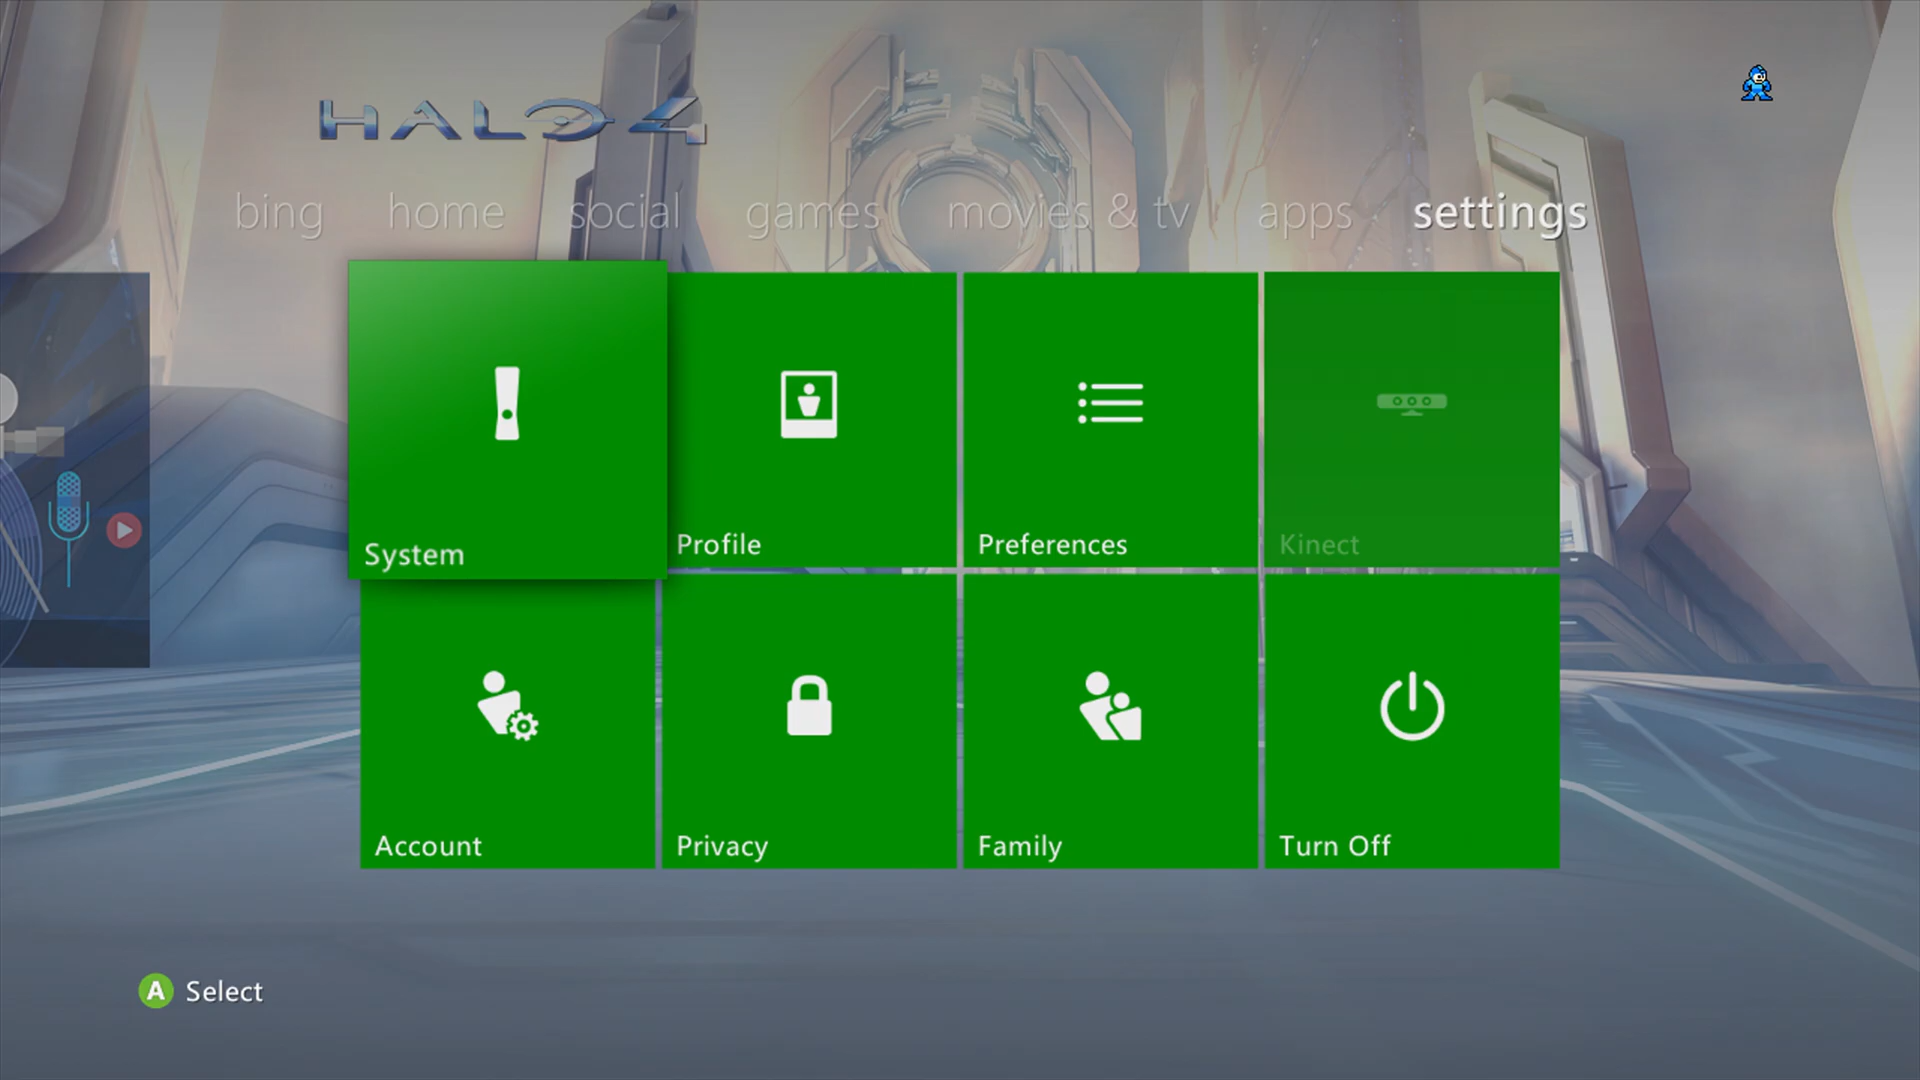 HALO 4
bing home social games movies & tv apps settings
System Profile Preferences Kinect
Account Privacy Family Turn Off
A Select